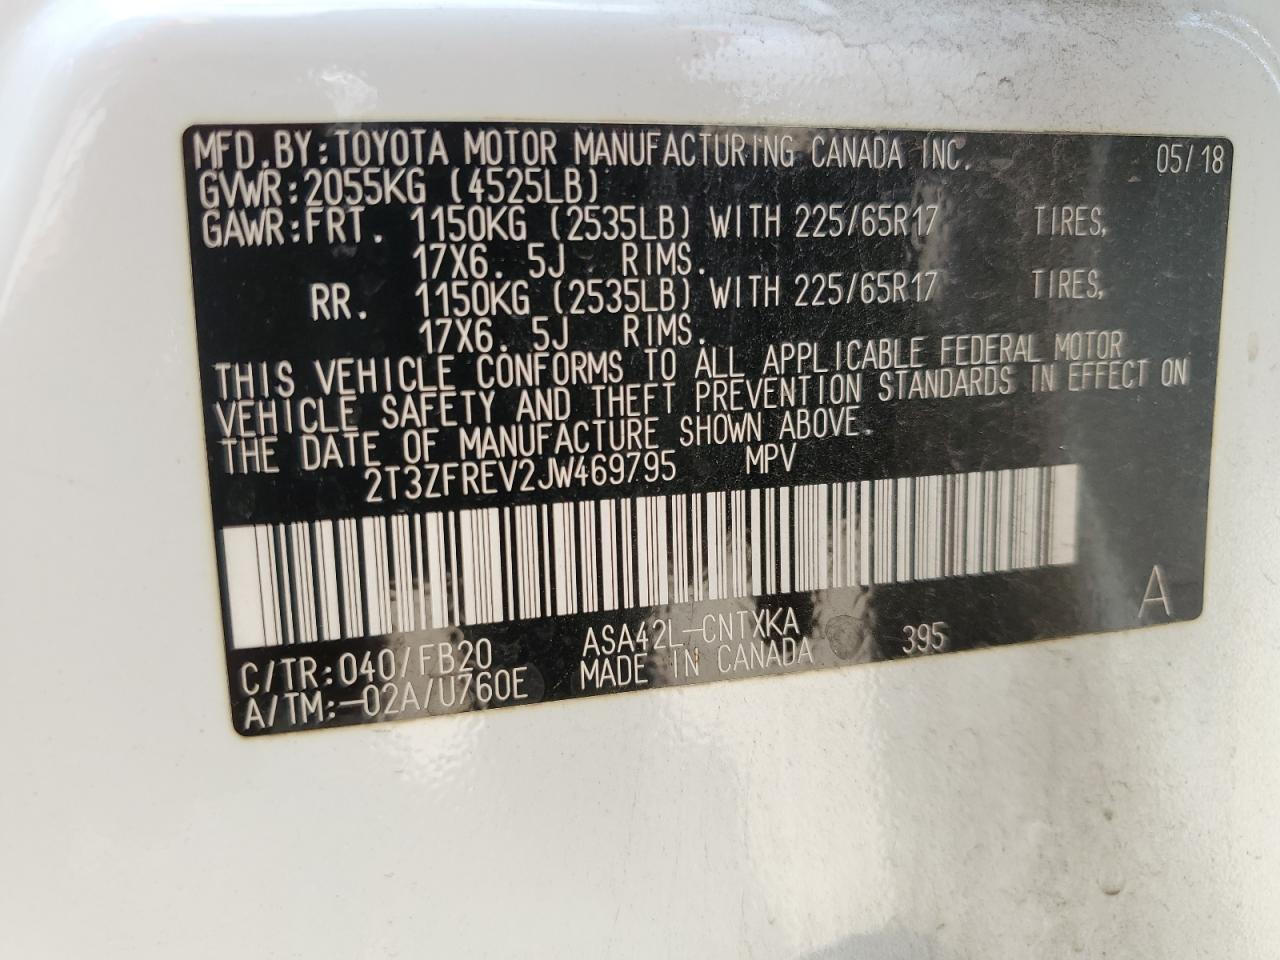 MFD.BY:TOYOTA MOTOR MANUFACTURING CANADA INC. 05/18
GVWR:2055KG (4525LB)
GAWR:FRT. 1150KG (2535LB) WITH 225/65R17 TIRES,
17X6. 5J RIMS.
RR. 1150KG (2535LB) WITH 225/65R17 TIRES,
17X6. 5J RIMS.
THIS VEHICLE CONFORMS TO ALL APPLICABLE FEDERAL MOTOR
VEHICLE SAFETY AND THEFT PREVENTION STANDARDS IN EFFECT ON
THE DATE OF MANUFACTURE SHOWN ABOVE.
2T3ZFREV2JW469795 MPV
A
C/TR:040/FB20 ASA42L-CNTXKA 395
A/TM:-02A/U760E MADE IN CANADA